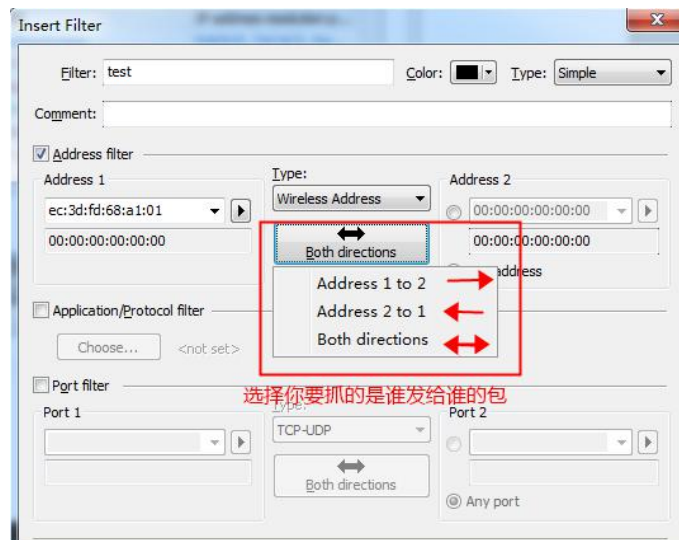 Insert Filter
Filter: test Color: Type: Simple
Comment:
Address filter
Address 1 Type: Address 2
ec:3d:fd:68:a1:01 Wireless Address 00:00:00:00:00:00
00:00:00:00:00:00 Both directions 00:00:00:00:00:00
address
Address 1 to 2
Address 2 to 1
Both directions
Application/Protocol filter
Choose... <not set>
Port filter
选择你要抓的是谁发给谁的包
Port 1 Type: Port 2
TCP-UDP
Both directions
Any port